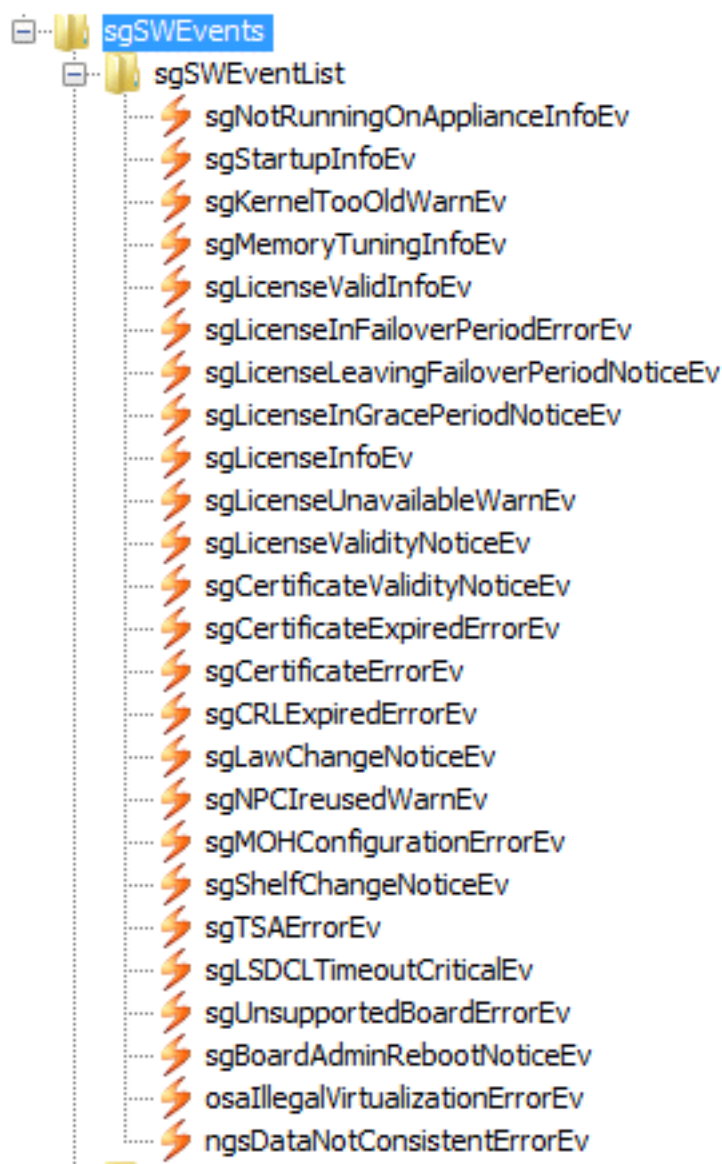 sgSWEvents
sgSWEventList
sgNotRunningOnApplianceInfoEv
sgStartupInfoEv
sgKernelTooOldWarnEv
sgMemoryTuningInfoEv
sgLicenseValidInfoEv
sgLicenseInFailoverPeriodErrorEv
sgLicenseLeavingFailoverPeriodNoticeEv
sgLicenseInGracePeriodNoticeEv
sgLicenseInfoEv
sgLicenseUnavailableWarnEv
sgLicenseValidityNoticeEv
sgCertificateValidityNoticeEv
sgCertificateExpiredErrorEv
sgCertificateErrorEv
sgCRLExpiredErrorEv
sgLawChangeNoticeEv
sgNPCIreusedWarnEv
sgMOHConfigurationErrorEv
sgShelfChangeNoticeEv
sgTSAErrorEv
sgLSDCLTimeoutCriticalEv
sgUnsupportedBoardErrorEv
sgBoardAdminRebootNoticeEv
osaIllegalVirtualizationErrorEv
ngsDataNotConsistentErrorEv